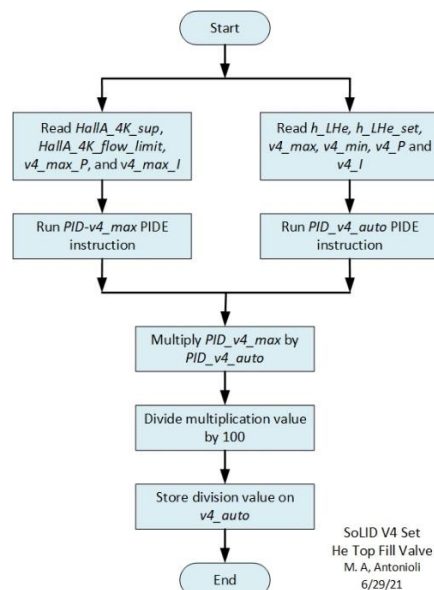 Start
Read HallA_4K_sup,
HallA_4K_flow_limit,
v4_max_P, and v4_max_I
Read h_LHe, h_LHe_set,
v4_max, v4_min, v4_P and
v4_I
Run PID-v4_max PIDE
instruction
Run PID_v4_auto PIDE
instruction
Multiply PID_v4_max by
PID_v4_auto
Divide multiplication value
by 100
Store division value on
v4_auto
End
SoLID V4 Set
He Top Fill Valve
M. A, Antonioli
6/29/21